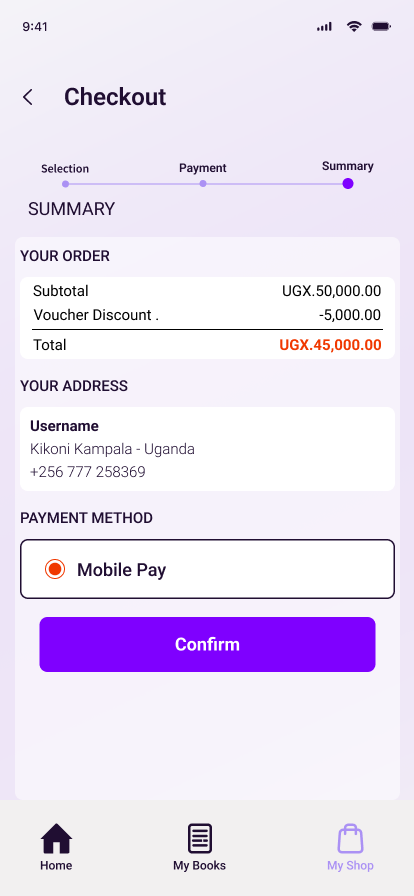 9:41
Checkout
Selection Payment Summary
SUMMARY
YOUR ORDER
Subtotal UGX.50,000.00
Voucher Discount . -5,000.00
Total UGX.45,000.00
YOUR ADDRESS
Username
Kikoni Kampala - Uganda
+256 777 258369
PAYMENT METHOD
Mobile Pay
Confirm
Home My Books My Shop